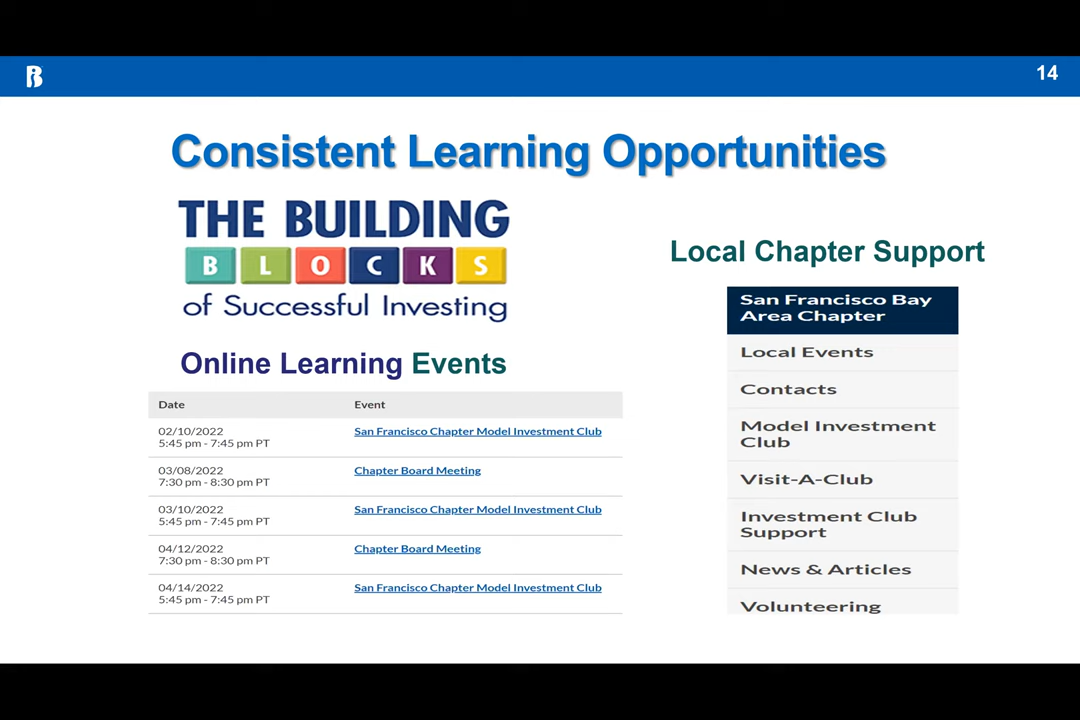 14
Consistent Learning Opportunities
THE BUILDING
BLOCKS
of Successful Investing
Online Learning Events
Date Event
02/10/2022 San Francisco Chapter Model Investment Club
5:45 pm - 7:45 pm PT
03/08/2022 Chapter Board Meeting
7:30 pm - 8:30 pm PT
03/10/2022 San Francisco Chapter Model Investment Club
5:45 pm - 7:45 pm PT
04/12/2022 Chapter Board Meeting
7:30 pm - 8:30 pm PT
04/14/2022 San Francisco Chapter Model Investment Club
5:45 pm - 7:45 pm PT
Local Chapter Support
San Francisco Bay
Area Chapter
Local Events
Contacts
Model Investment
Club
Visit-A-Club
Investment Club
Support
News & Articles
Volunteering